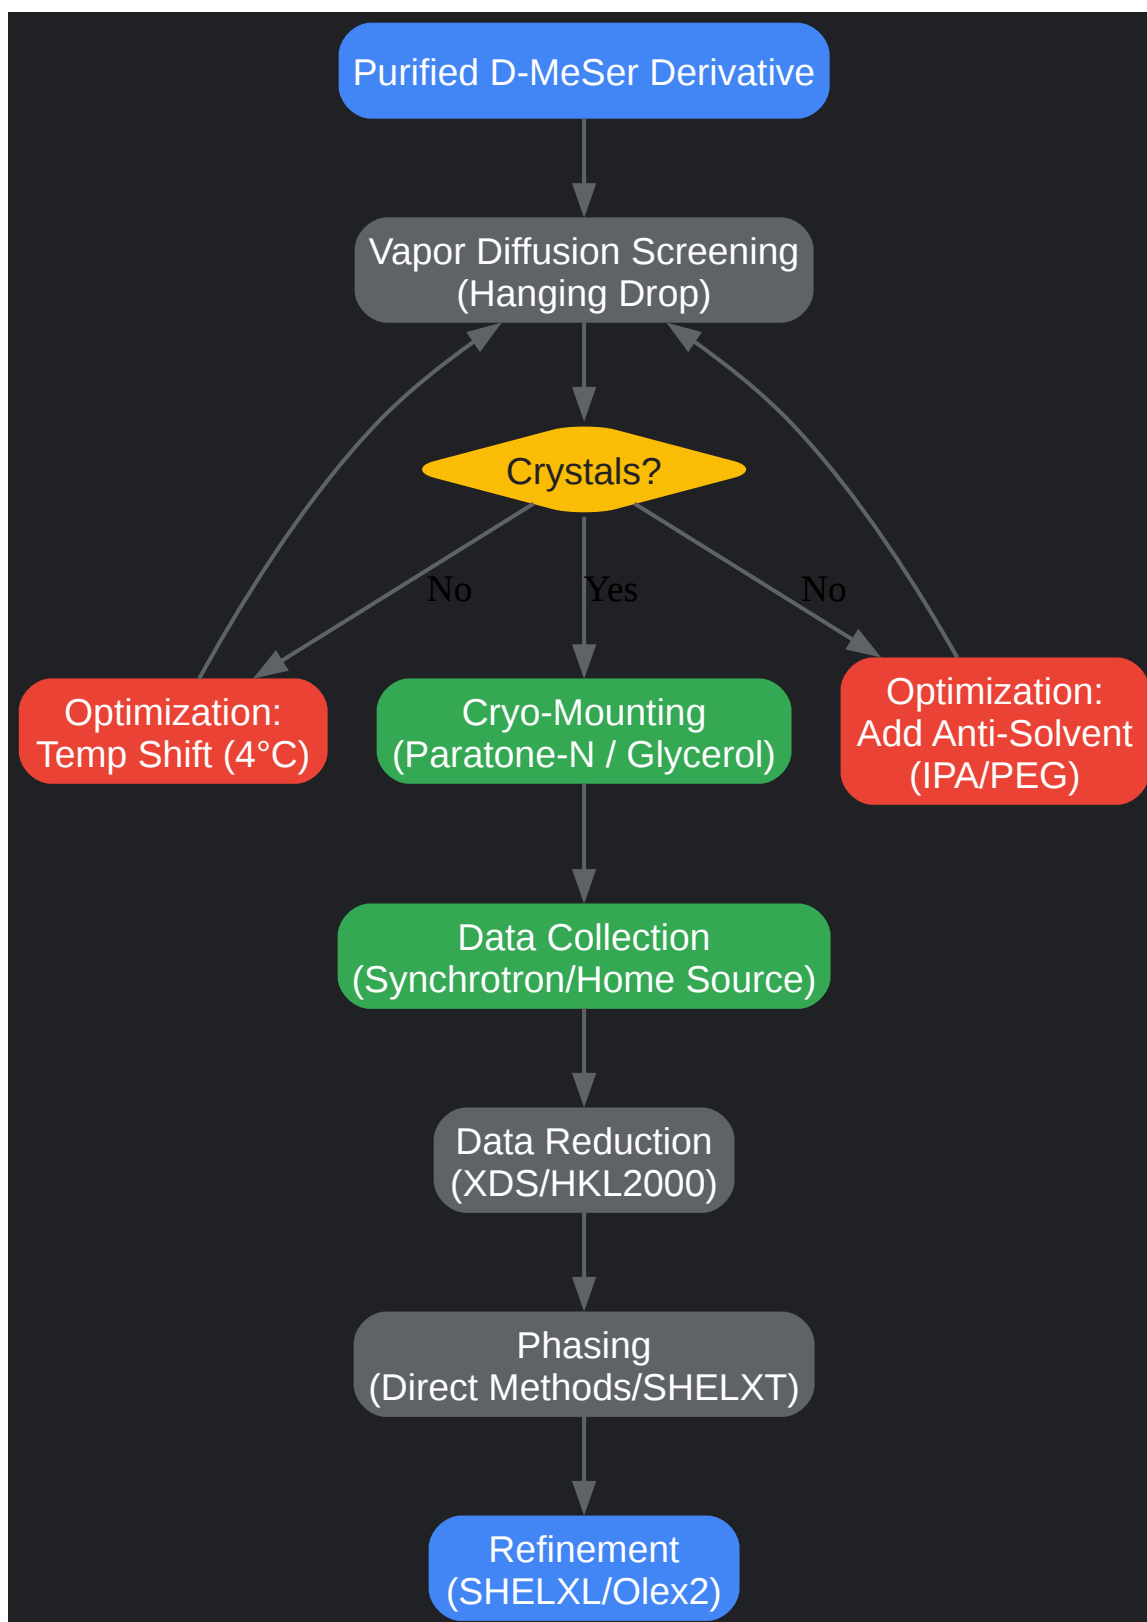 Purified D-MeSer Derivative
Vapor Diffusion Screening
(Hanging Drop)
Crystals?
No
Yes
No
Optimization:
Temp Shift (4°C)
Cryo-Mounting
(Paratone-N / Glycerol)
Optimization:
Add Anti-Solvent
(IPA/PEG)
Data Collection
(Synchrotron/Home Source)
Data Reduction
(XDS/HKL2000)
Phasing
(Direct Methods/SHELXT)
Refinement
(SHELXL/Olex2)